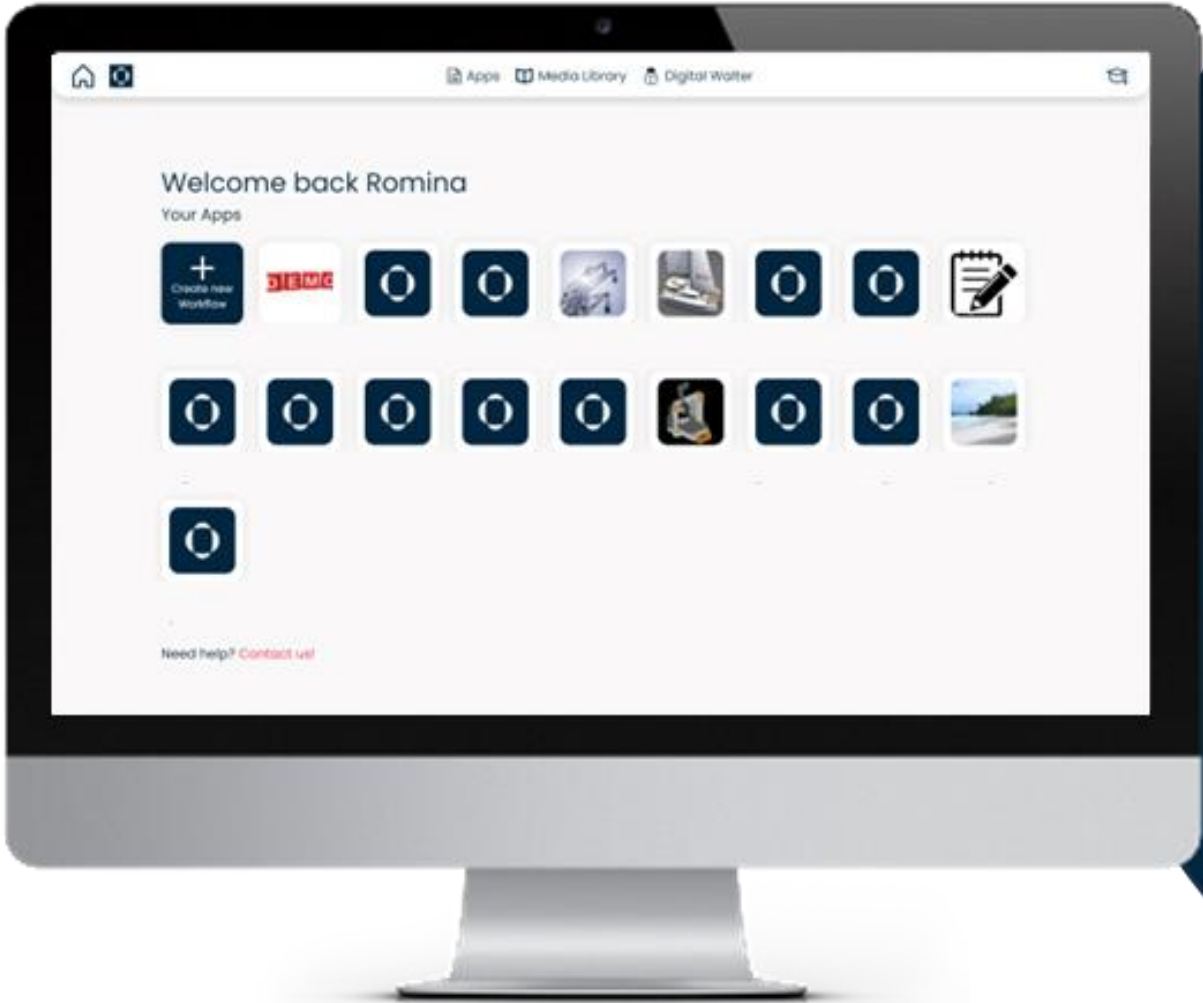 Apps Media Library Digital Walter
Welcome back Romina
Your Apps
Create new
Workflow
DEMO
Need help? Contact us!